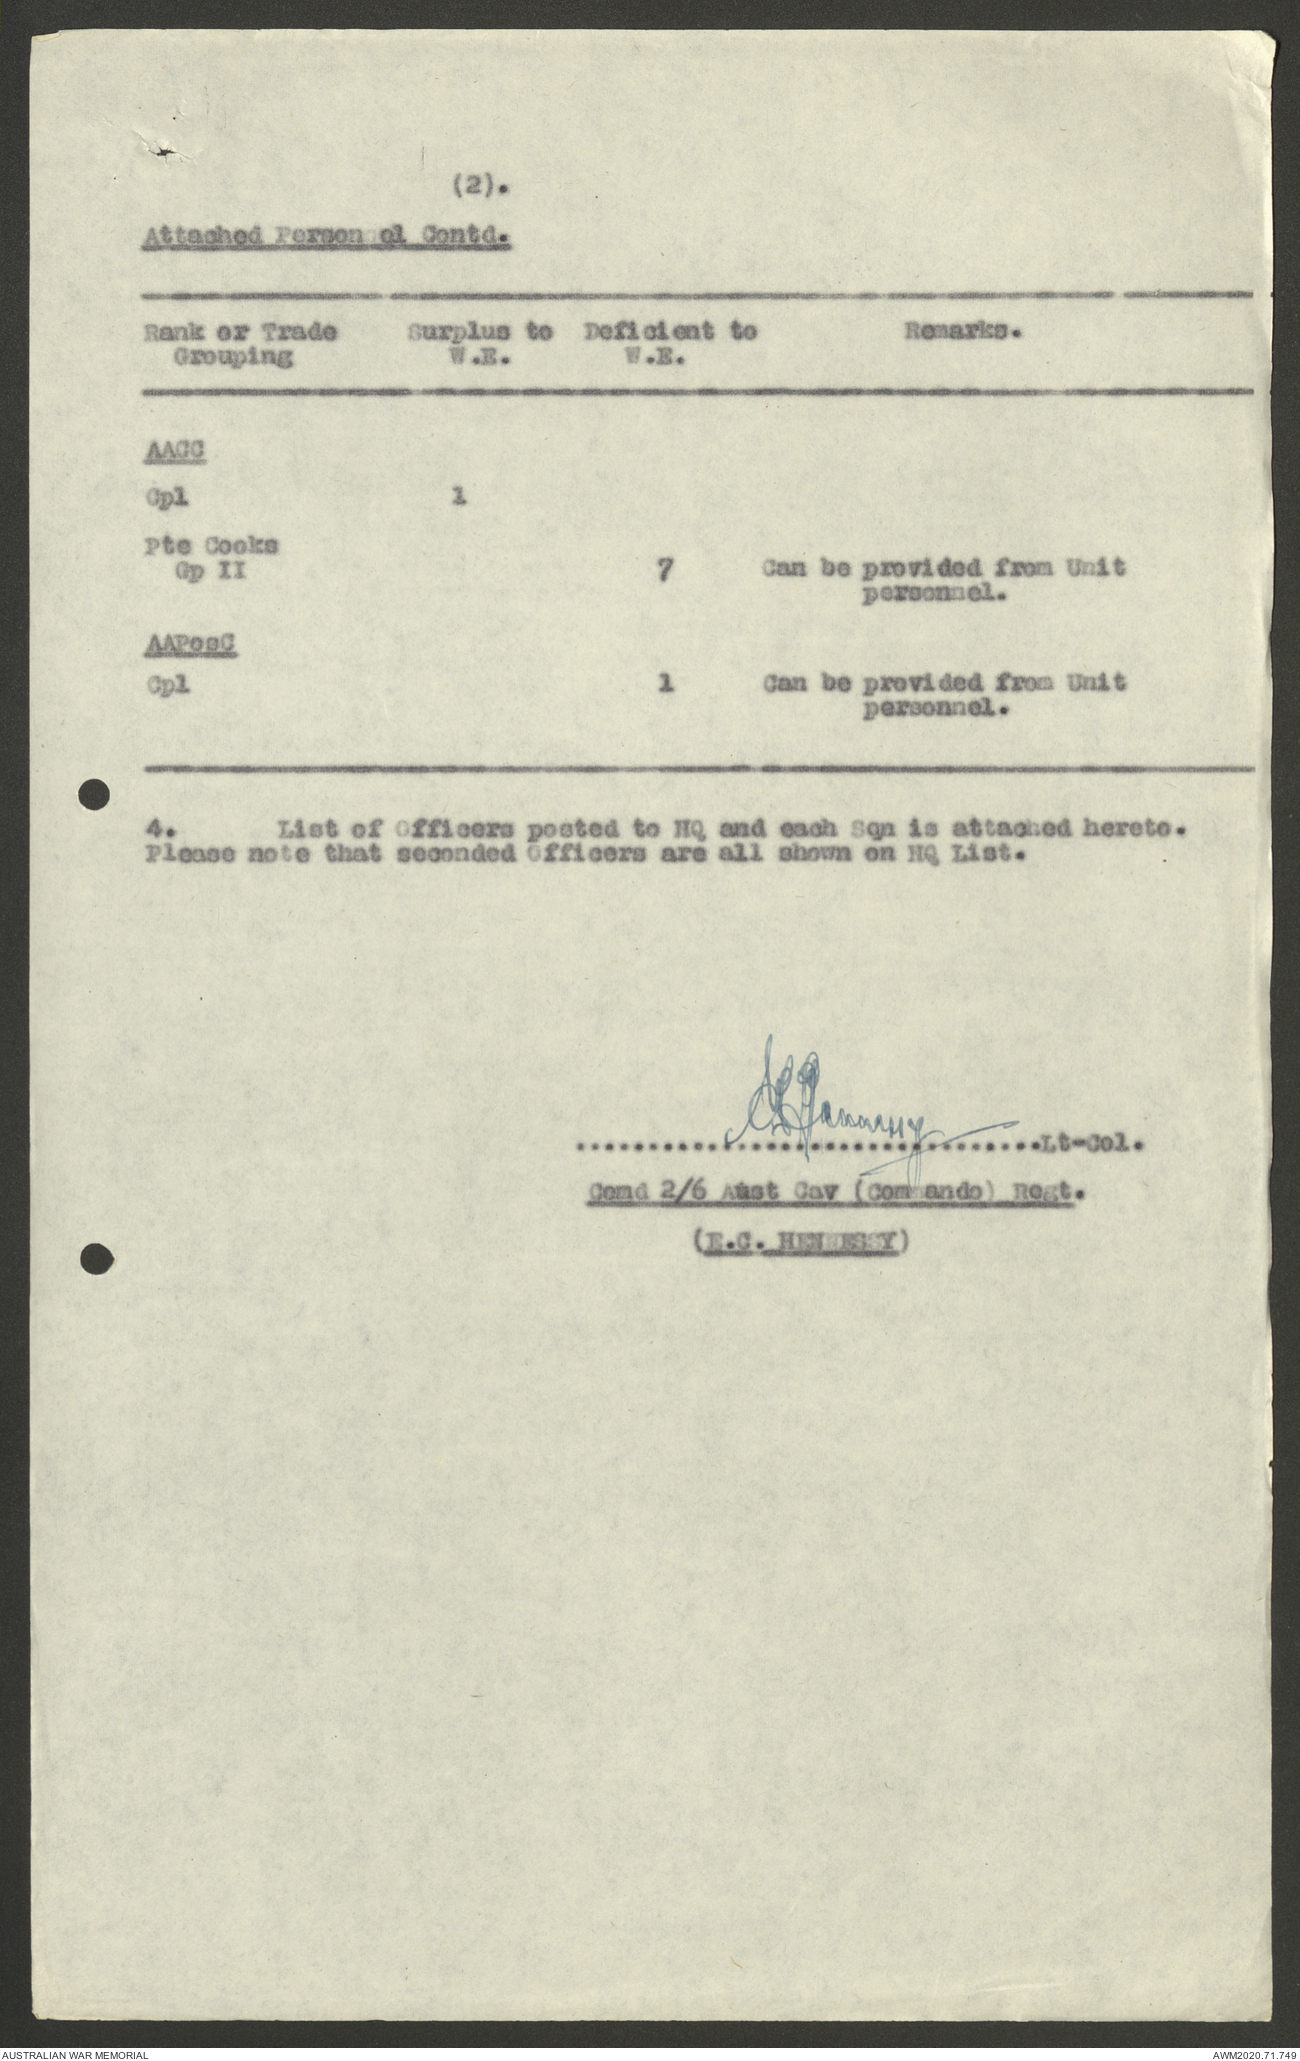 (2).
Attached Personnel Contd.
Rank or Trade Surplus to Deficient to Remarks.
Grouping W.E. W.E.
AACC
Cpl 1
Pte Cooks
Gp II 7 Can be provided from Unit
personnel.
AAPosC
Cpl 1 Can be provided from Unit
personnel.
4. List of Officers posted to HQ and each Sqn is attached hereto.
Please note that seconded Officers are all shown on HQ List.
EC Hennessy
..................................Lt-Col.
Comd 2/6 Aust Cav (Commando) Regt.
(E.C. HENNESSY)
AUSTRALIAN WAR MEMORIAL AWM2020.71.749